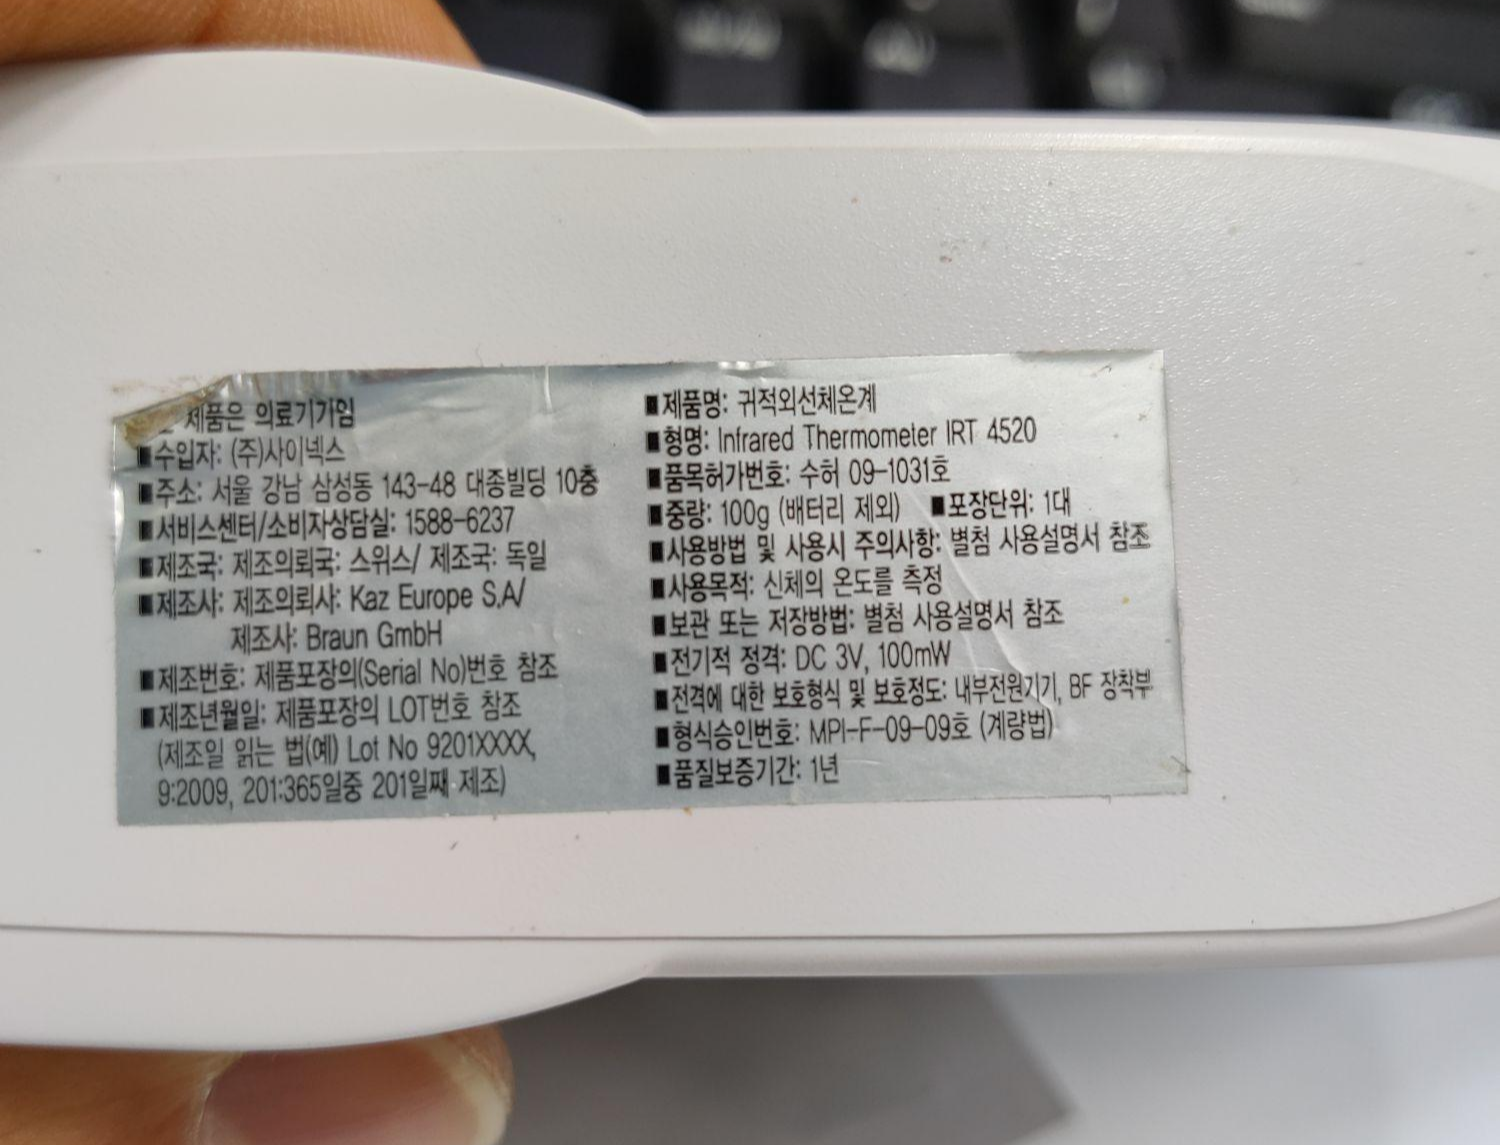 제품은 의료기기임
■수입자: (주)사이넥스
■주소: 서울 강남 삼성동 143-48 대종빌딩 10층
■서비스센터/소비자상담실: 1588-6237
■제조국: 제조의뢰국: 스위스/ 제조국: 독일
■제조사: 제조의뢰사: Kaz Europe S.A/
제조사: Braun GmbH
■제조번호: 제품포장의(Serial No)번호 참조
■제조년월일: 제품포장의 LOT번호 참조
(제조일 읽는 법(예) Lot No 9201XXXX,
9:2009, 201:365일중 201일째 제조)
■제품명: 귀적외선체온계
■형명: Infrared Thermometer IRT 4520
■품목허가번호: 수허 09-1031호
■중량: 100g (배터리 제외) ■포장단위: 1대
■사용방법 및 사용시 주의사항: 별첨 사용설명서 참조
■사용목적: 신체의 온도를 측정
■보관 또는 저장방법: 별첨 사용설명서 참조
■전기적 정격: DC 3V, 100mW
■전격에 대한 보호형식 및 보호정도: 내부전원기기, BF 장착부
■형식승인번호: MPI-F-09-09호 (계량법)
■품질보증기간: 1년